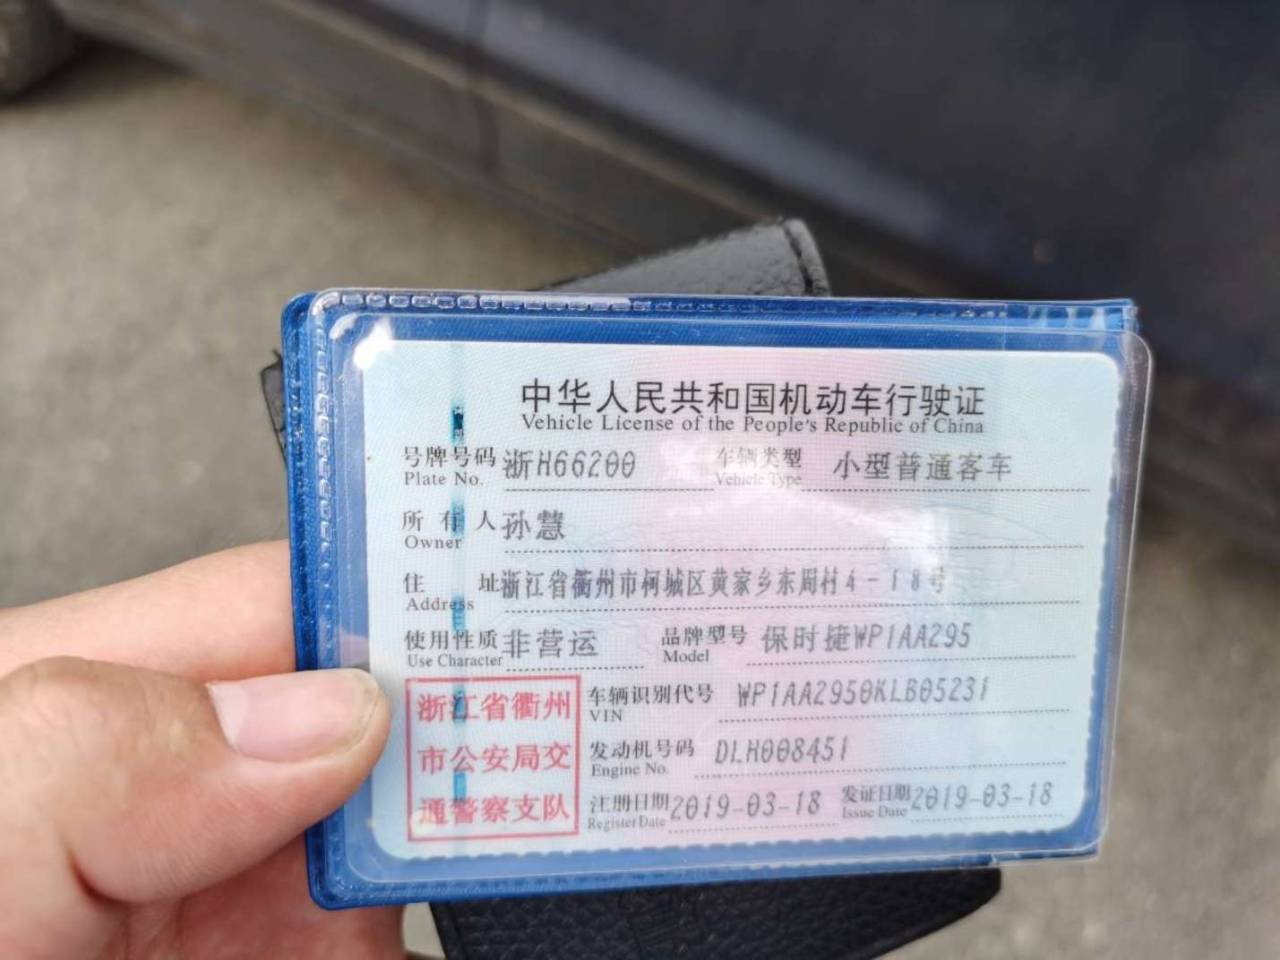 中华人民共和国机动车行驶证
Vehicle License of the People's Republic of China
号牌号码 浙H66200 车辆类型 小型普通客车
Plate No. Vehicle Type
所有人 孙慧
Owner
住址 浙江省衢州市柯城区黄家乡东周村4-18号
Address
使用性质 非营运 品牌型号 保时捷WP1AA295
Use Character Model
浙江省衢州
市公安局交
通警察支队
车辆识别代号 WP1AA2950KLB05231
VIN
发动机号码 DLH008451
Engine No.
注册日期 2019-03-18 发证日期 2019-03-18
Register Date Issue Date